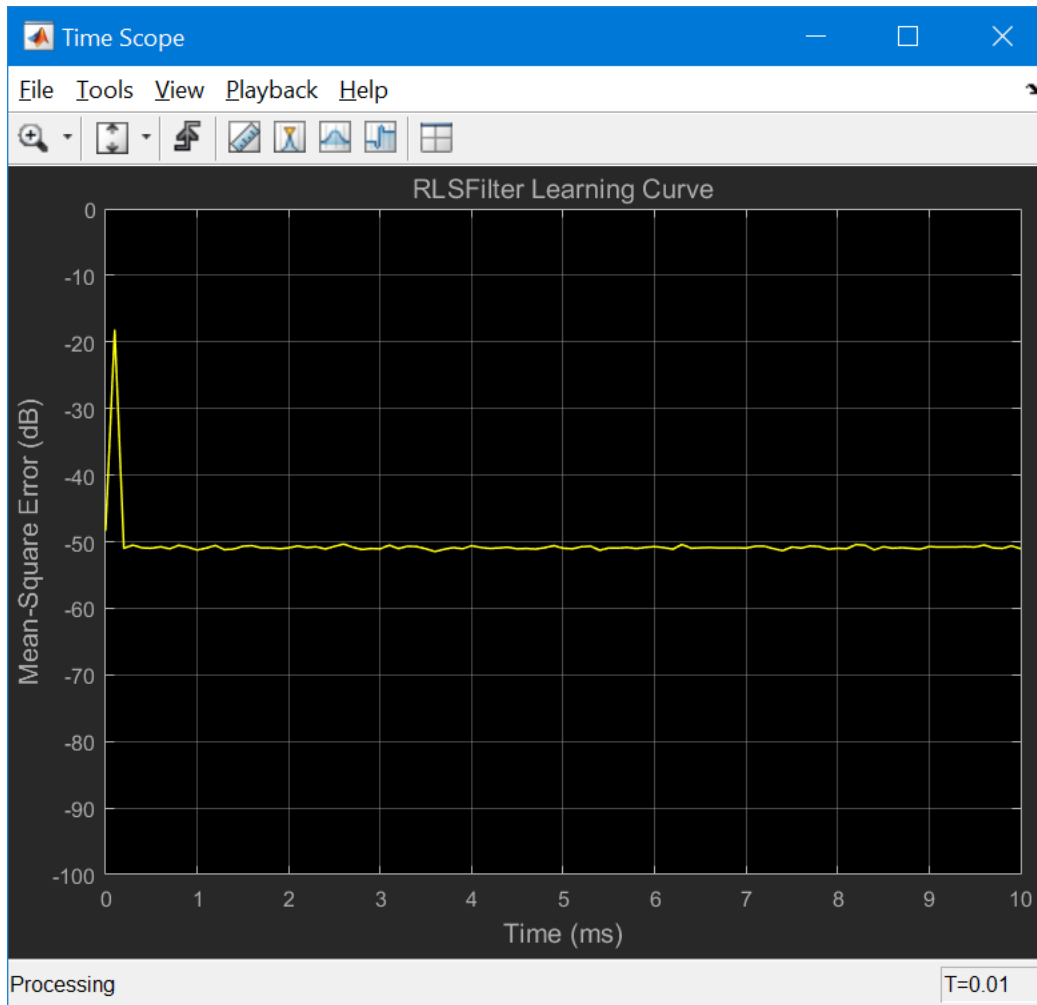 Time Scope
File Tools View Playback Help
RLSFilter Learning Curve
0
-10
-20
-30
-40
-50
-60
-70
-80
-90
-100
Mean-Square Error (dB)
0 1 2 3 4 5 6 7 8 9 10
Time (ms)
Processing T=0.01